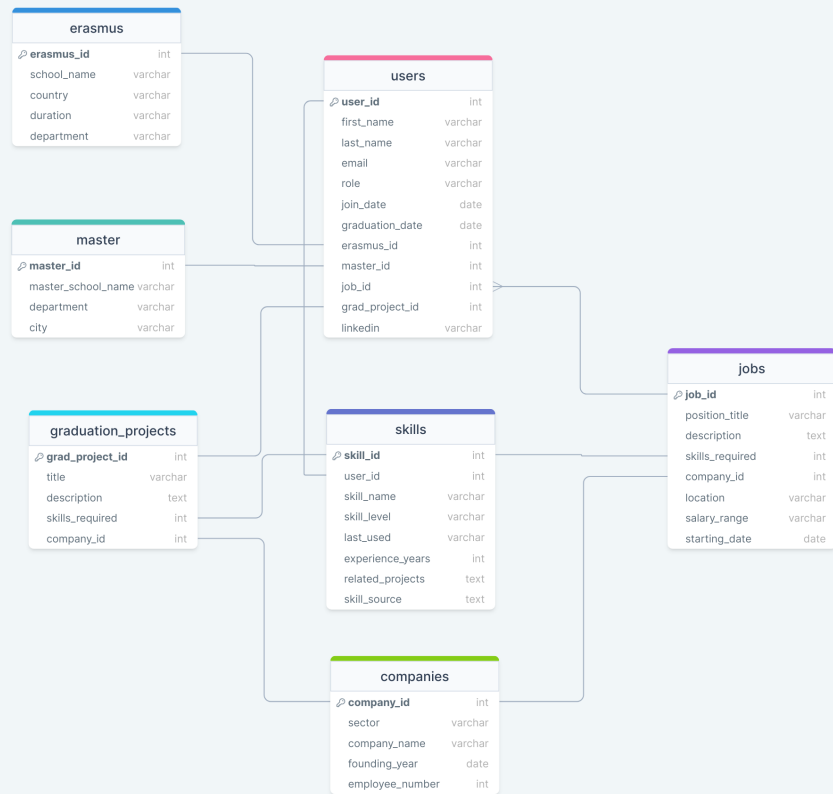 erasmus
erasmus_id int
school_name varchar
country varchar
duration varchar
department varchar
users
user_id int
first_name varchar
last_name varchar
email varchar
role varchar
join_date date
graduation_date date
erasmus_id int
master_id int
job_id int
grad_project_id int
linkedin varchar
master
master_id int
master_school_name varchar
department varchar
city varchar
jobs
job_id int
position_title varchar
description text
skills_required int
company_id int
location varchar
salary_range varchar
starting_date date
graduation_projects
grad_project_id int
title varchar
description text
skills_required int
company_id int
skills
skill_id int
user_id int
skill_name varchar
skill_level varchar
last_used varchar
experience_years int
related_projects text
skill_source text
companies
company_id int
sector varchar
company_name varchar
founding_year date
employee_number int